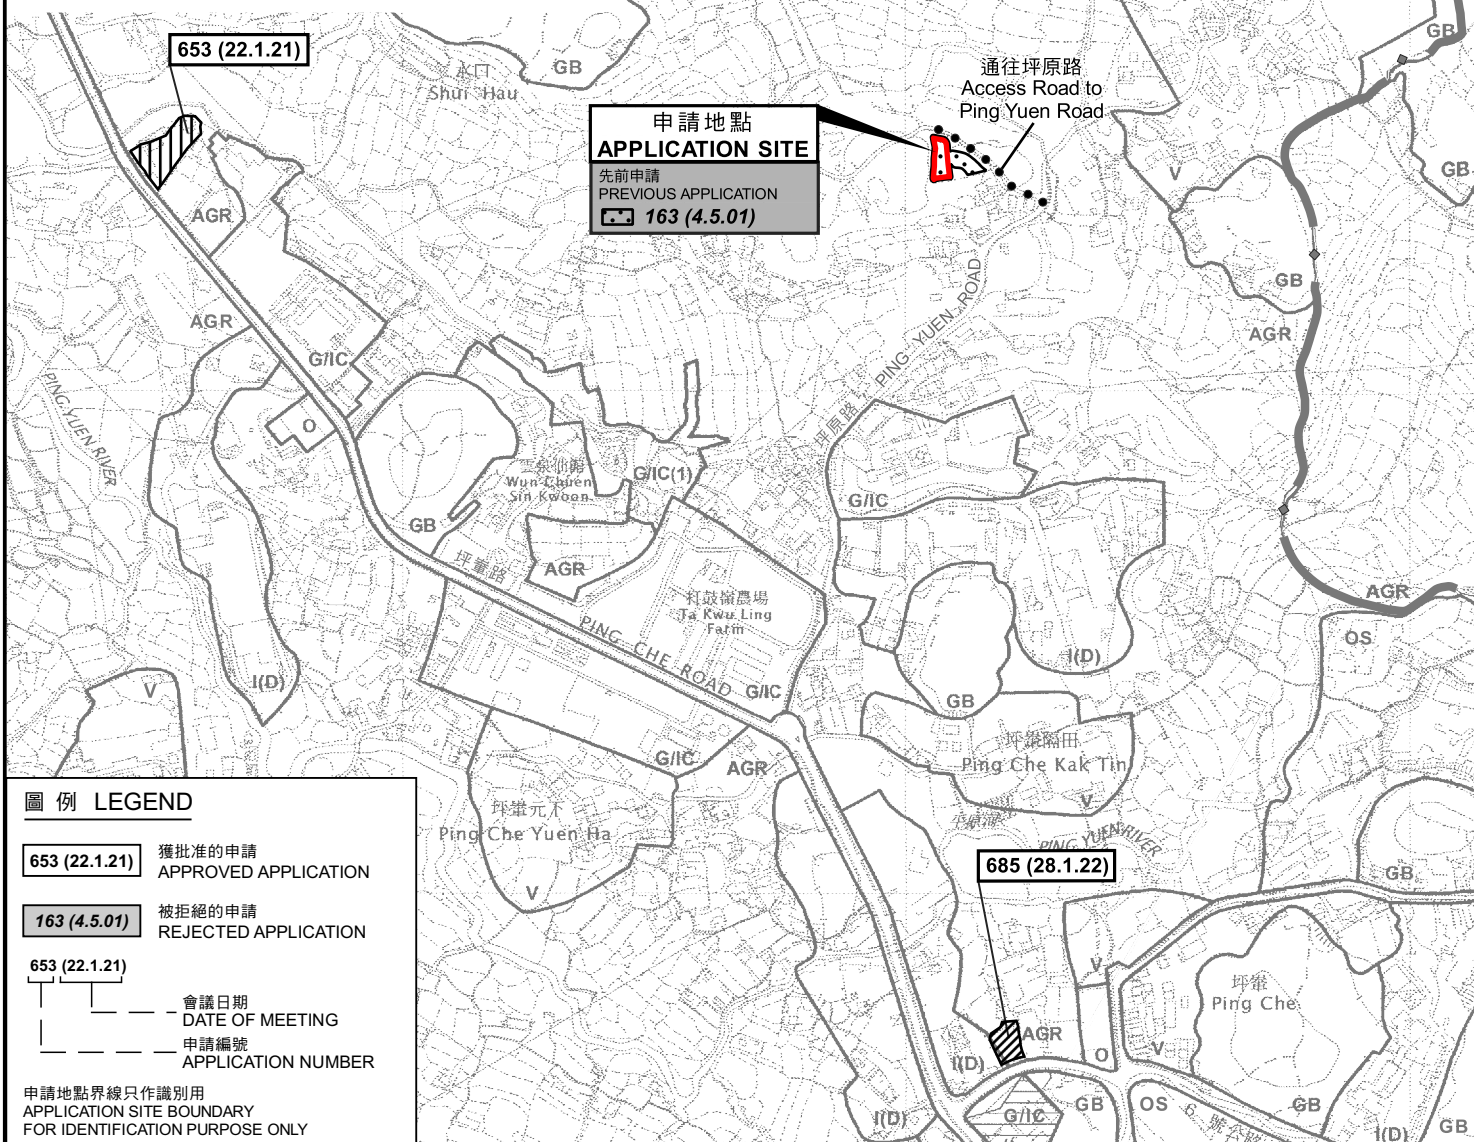 653 (22.1.21)
水口
Shui Hau
GB
GB
通往坪原路
Access Road to
Ping Yuen Road
申請地點
APPLICATION SITE
先前申請
PREVIOUS APPLICATION
163 (4.5.01)
V
GB
AGR
GB
AGR
AGR
G/IC
PING YUEN RIVER
坪原路 PING YUEN ROAD
O
雲泉仙館
Wun Chuen
Sin Kwoon
G/IC(1)
G/IC
GB
坪輋路
AGR
打鼓嶺農場
Ta Kwu Ling
Farm
PING CHE ROAD
G/IC
AGR
OS
I(D)
I(D)
V
GB
坪輋隔田
Ping Che Kak Tin
V
G/IC
AGR
坪輋元下
Ping Che Yuen Ha
V
PING YUEN RIVER
685 (28.1.22)
GB
V
坪輋
Ping Che
AGR
I(D)
O
V
I(D)
G/IC
GB
OS
GB
I(D)
GB
圖 例 LEGEND
653 (22.1.21)
獲批准的申請
APPROVED APPLICATION
163 (4.5.01)
被拒絕的申請
REJECTED APPLICATION
653 (22.1.21)
會議日期
DATE OF MEETING
申請編號
APPLICATION NUMBER
申請地點界線只作識別用
APPLICATION SITE BOUNDARY
FOR IDENTIFICATION PURPOSE ONLY